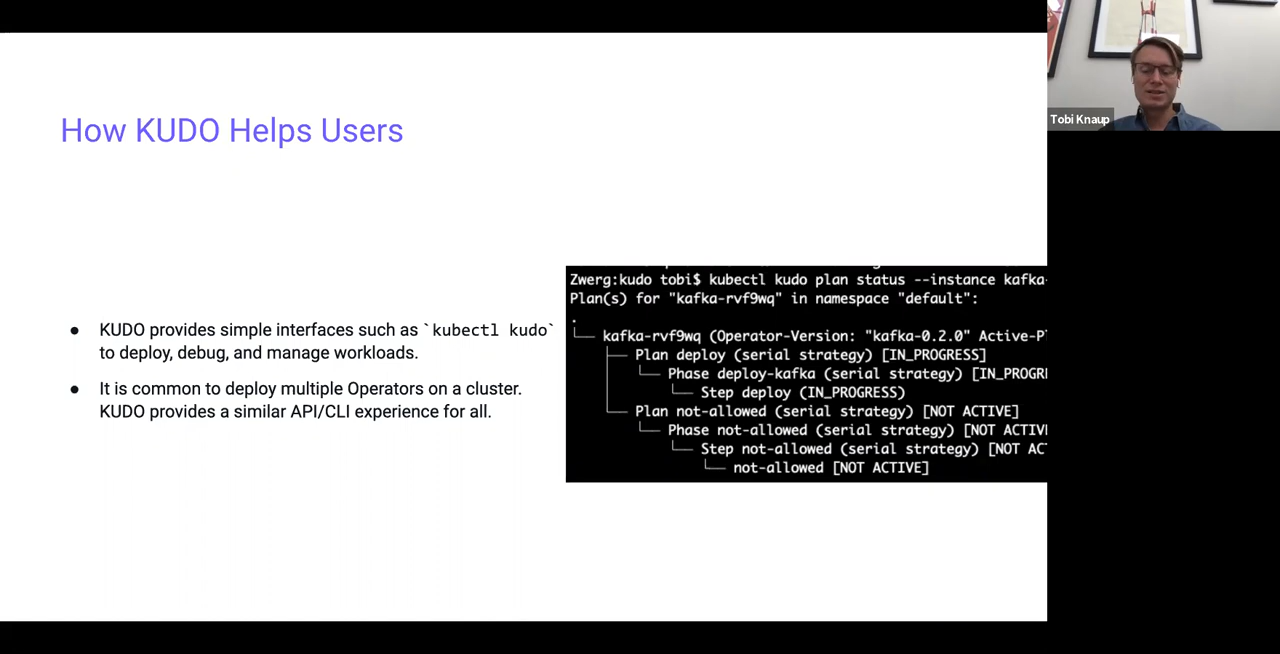 How KUDO Helps Users
● KUDO provides simple interfaces such as `kubectl kudo`
to deploy, debug, and manage workloads.
● It is common to deploy multiple Operators on a cluster.
KUDO provides a similar API/CLI experience for all.
Zwerg:kudo tobi$ kubectl kudo plan status --instance kafka-
Plan(s) for "kafka-rvf9wq" in namespace "default":
.
└── kafka-rvf9wq (Operator-Version: "kafka-0.2.0" Active-Pl
├── Plan deploy (serial strategy) [IN_PROGRESS]
│ └── Phase deploy-kafka (serial strategy) [IN_PROGR
│ └── Step deploy (IN_PROGRESS)
└── Plan not-allowed (serial strategy) [NOT ACTIVE]
└── Phase not-allowed (serial strategy) [NOT ACTIV
└── Step not-allowed (serial strategy) [NOT AC
└── not-allowed [NOT ACTIVE]
Tobi Knaup